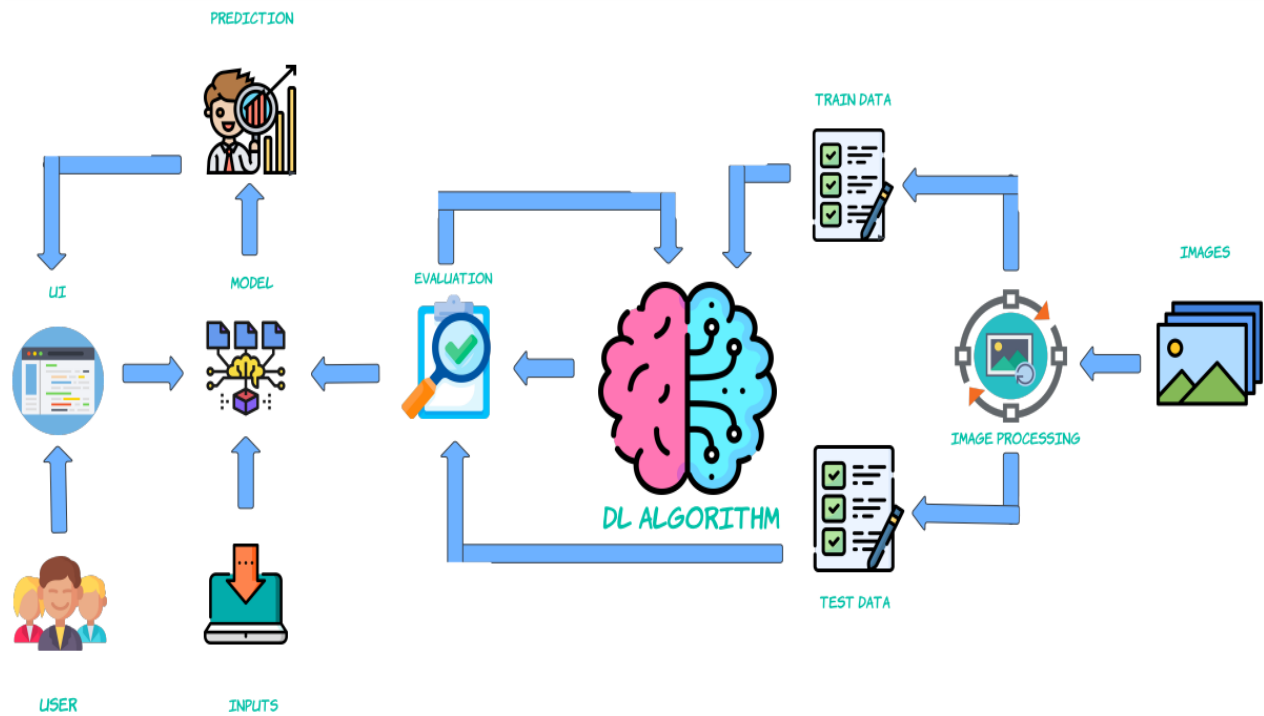 PREDICTION
TRAIN DATA
IMAGES
UI
MODEL
EVALUATION
IMAGE PROCESSING
DL ALGORITHM
TEST DATA
USER
INPUTS